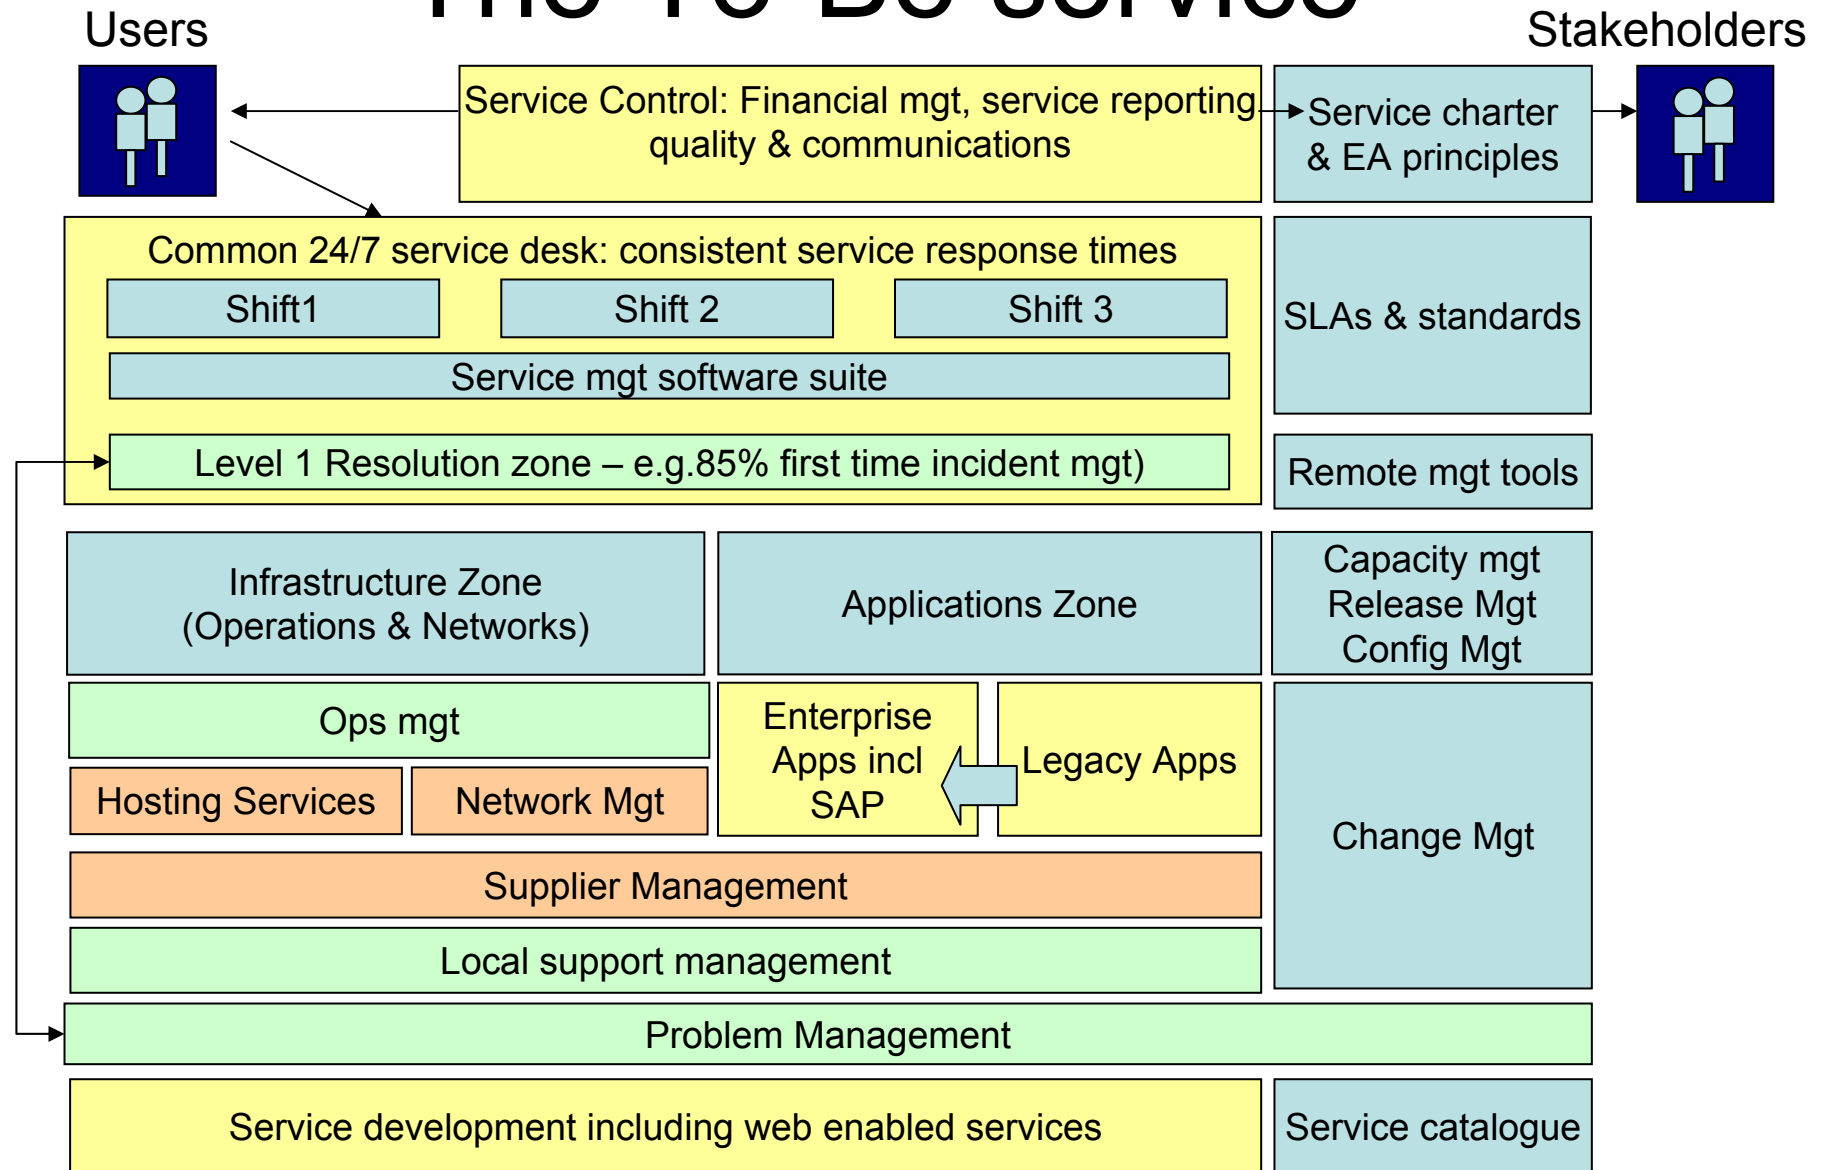 The To Be service
Users
Stakeholders
Service Control: Financial mgt, service reporting
quality & communications
Service charter
& EA principles
Common 24/7 service desk: consistent service response times
Shift1
Shift 2
Shift 3
Service mgt software suite
Level 1 Resolution zone – e.g.85% first time incident mgt)
SLAs & standards
Remote mgt tools
Infrastructure Zone
(Operations & Networks)
Applications Zone
Capacity mgt
Release Mgt
Config Mgt
Ops mgt
Hosting Services
Network Mgt
Enterprise
Apps incl
SAP
Legacy Apps
Change Mgt
Supplier Management
Local support management
Problem Management
Service development including web enabled services
Service catalogue